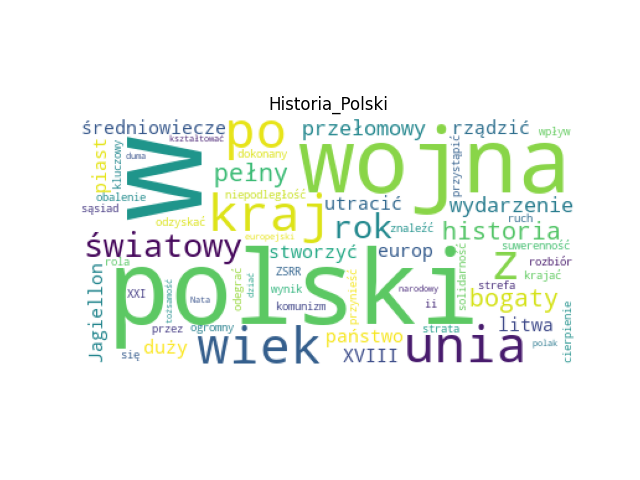 Historia_Polski
średniowiecze
kształtomać
po
przełomowy
rządzić
wpływ
piast
kluczowy
duma
w
dokonany
wojna
przystąpić
obalenie
pełny
niepodległość
utracić
wydarzenie
sąsiad
odzyskać
kraj
rok
znaleźć
historia
ruch
światowy
europejski
stworzyć
europ
suwerenność
z
rozbiór
rola
polski
ZSRR
solidarność
strefa
krajać
Jagiellon
XXI
tożsamość
Nata
odegrać
dziać
wynik
komunizm
przynieść
narodowy
ii
bogaty
się
przez
ogromny
duży
wiek
państwo
XVIII
strata
unia
litwa
polak
cierpienie